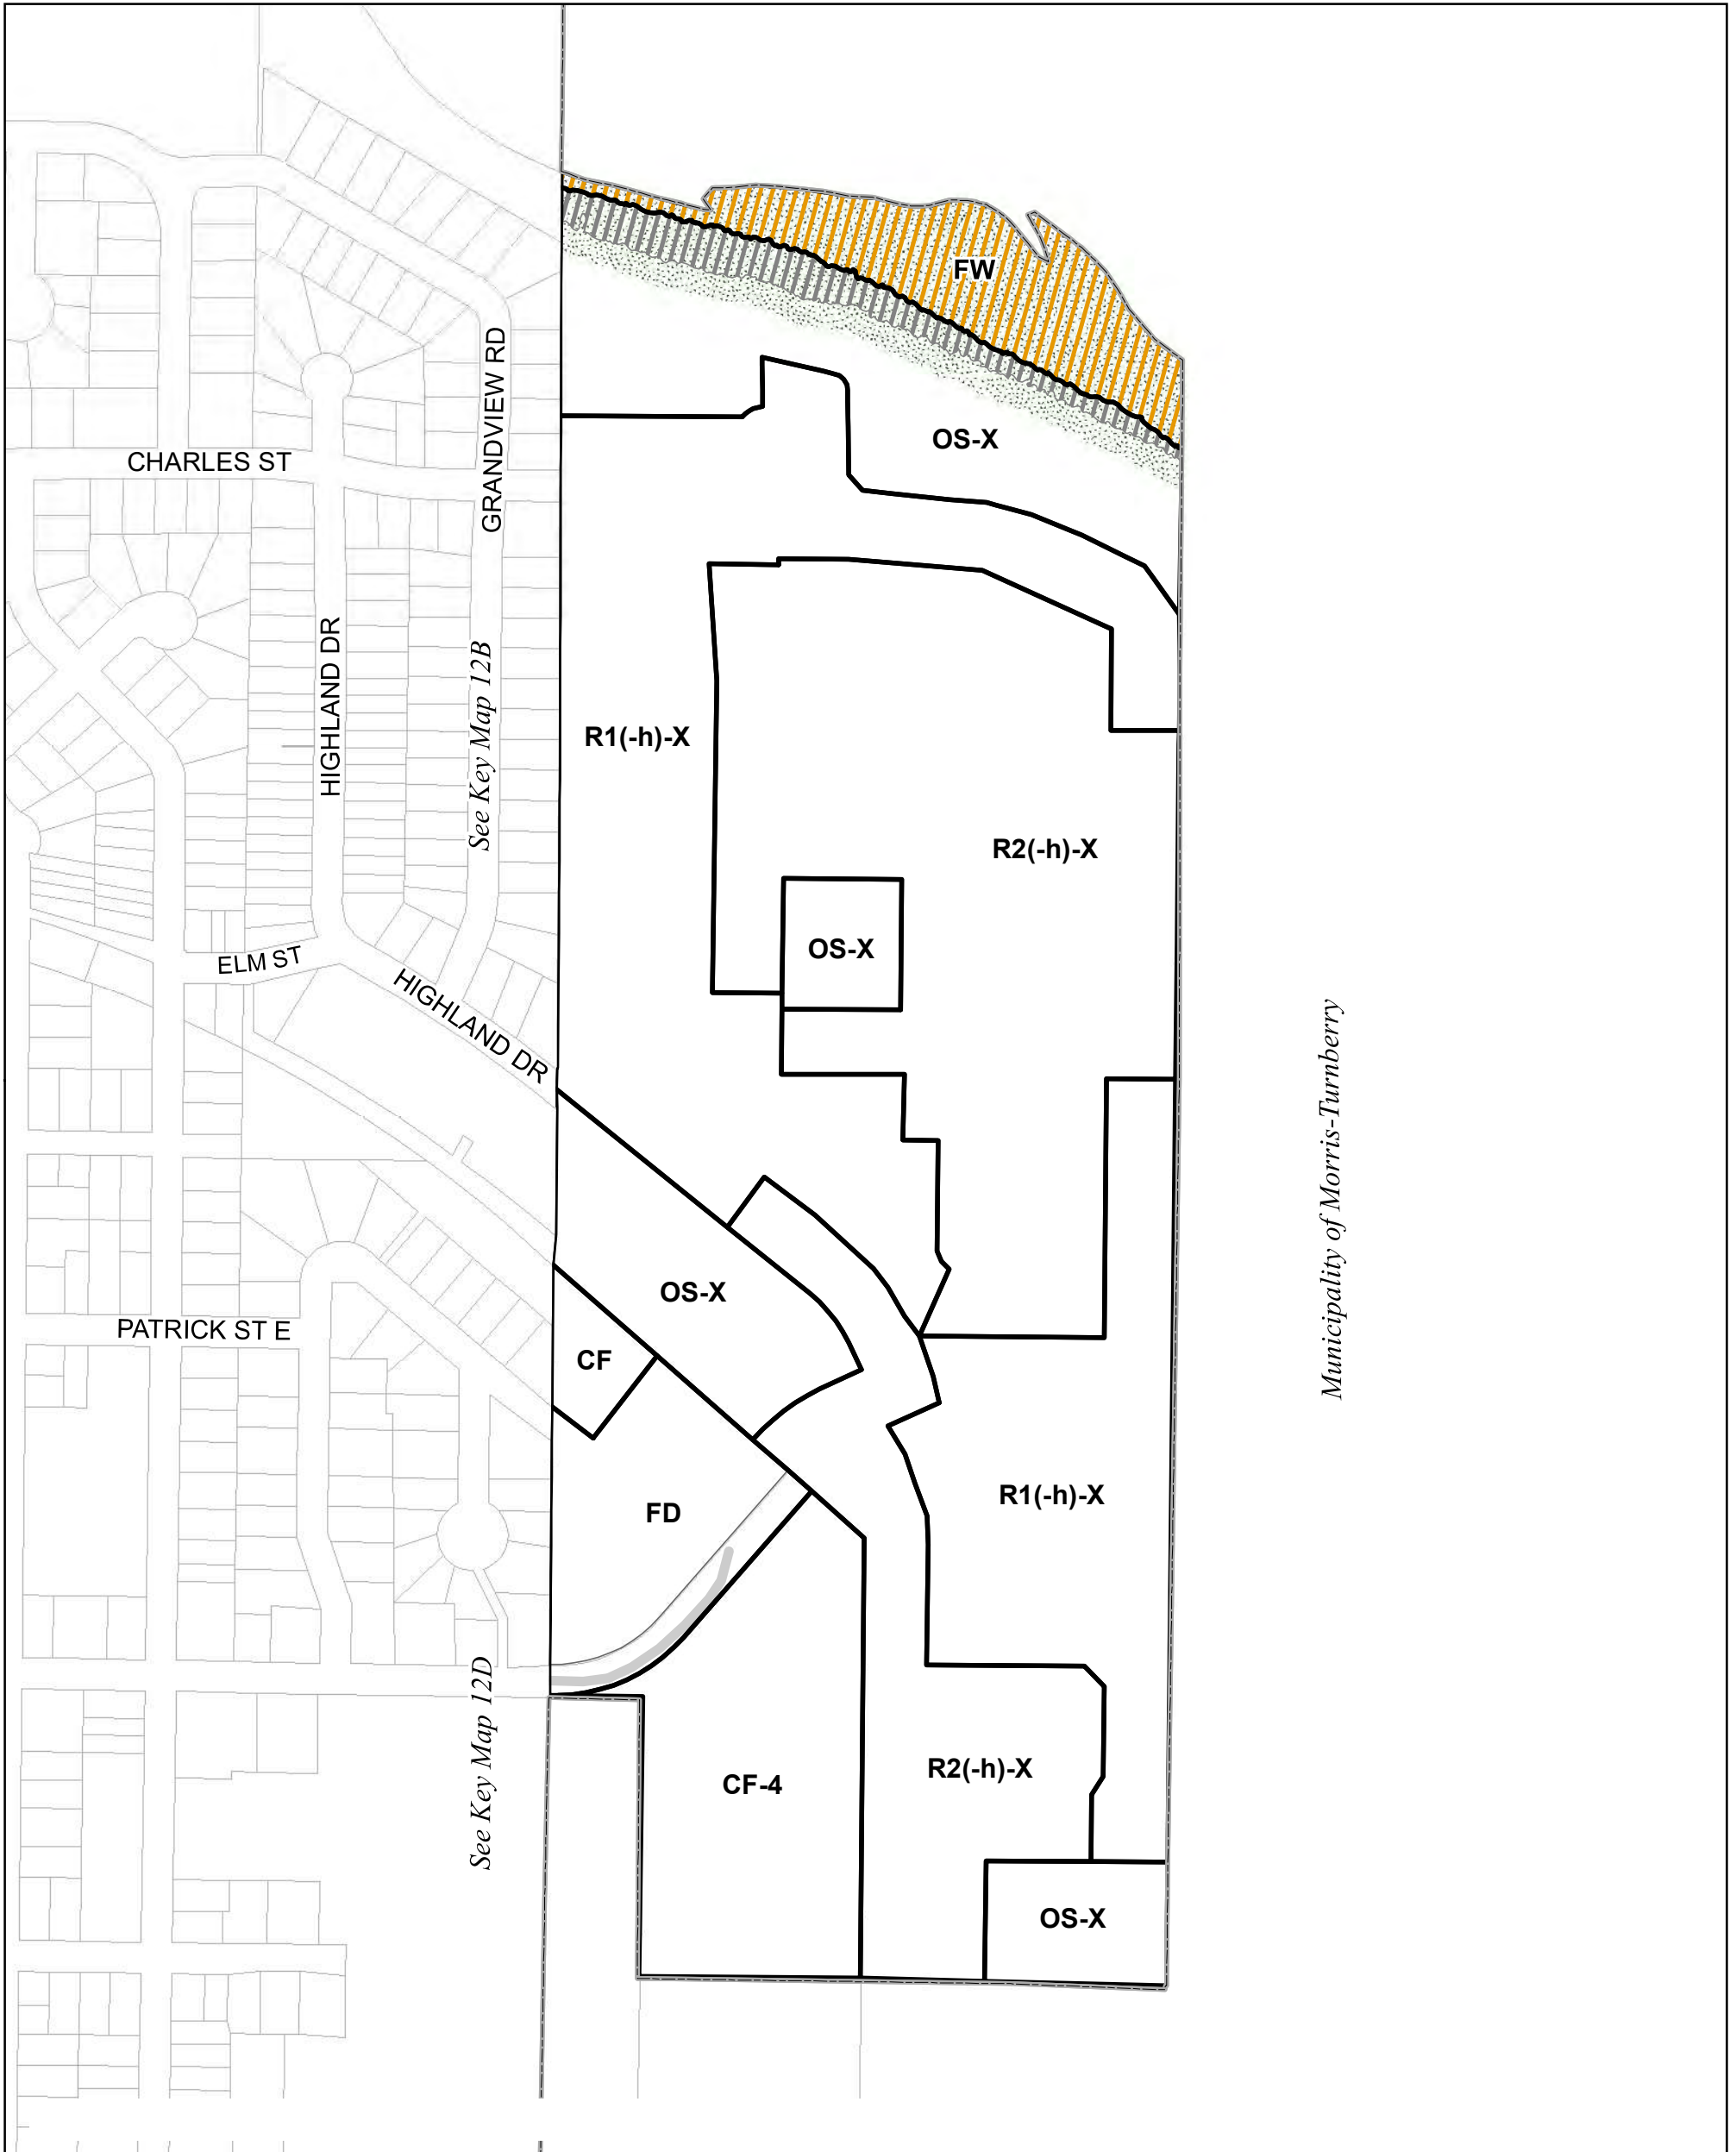 FW
OS-X
CHARLES ST
GRANDVIEW RD
HIGHLAND DR
See Key Map 12B
R1(-h)-X
R2(-h)-X
OS-X
ELM ST
HIGHLAND DR
Municipality of Morris-Turnberry
OS-X
PATRICK ST E
CF
R1(-h)-X
FD
See Key Map 12D
R2(-h)-X
CF-4
OS-X